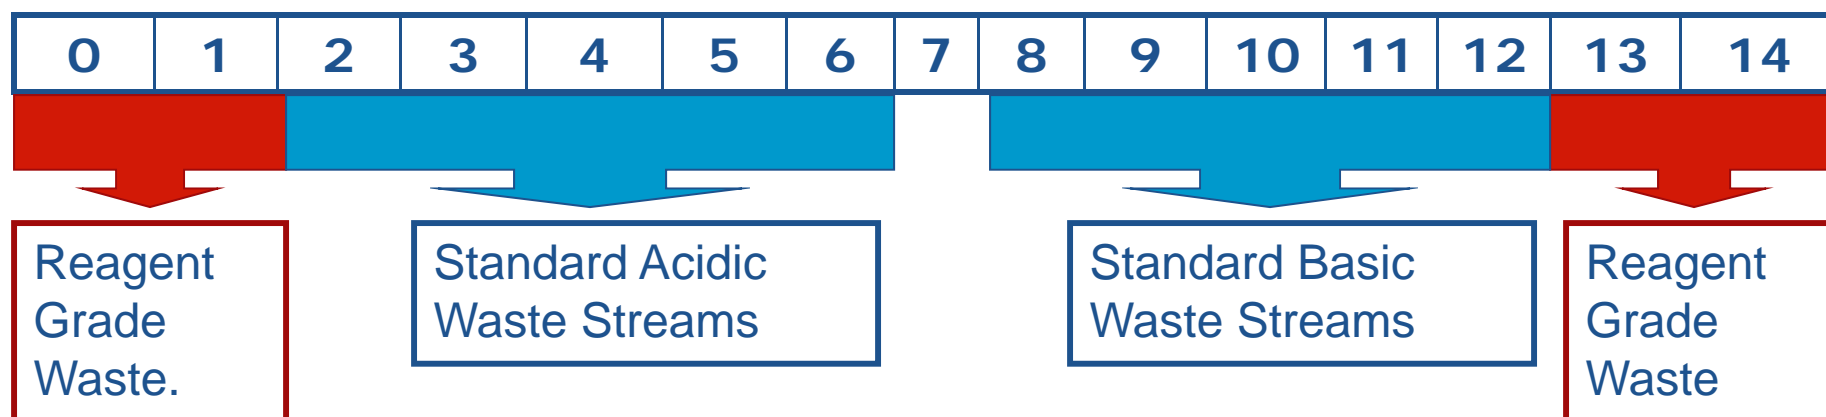 0 1 2 3 4 5 6 7 8 9 10 11 12 13 14
Reagent
Grade
Waste.
Standard Acidic
Waste Streams
Standard Basic
Waste Streams
Reagent
Grade
Waste